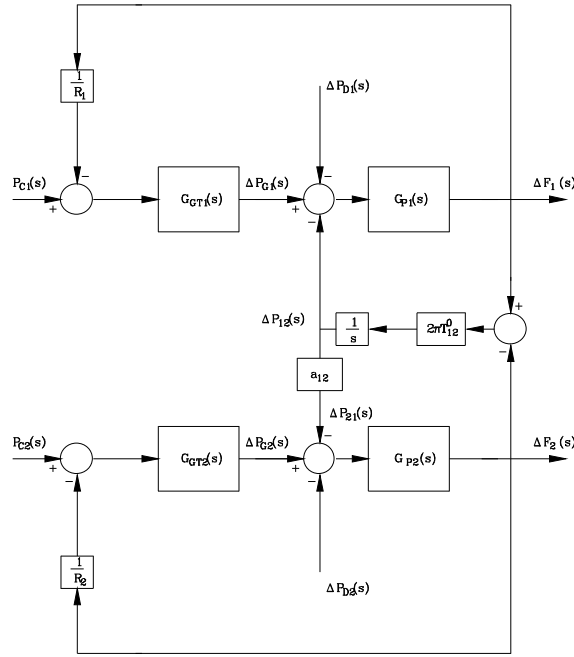 1
R1
ΔPD1(s)
PC1(s)
−
+
GGT1(s)
ΔPG1(s)
−
+
−
GP1(s)
ΔF1(s)
ΔP12(s)
1
s
2πT⁰12
+
−
a12
ΔP21(s)
PC2(s)
+
−
GGT2(s)
ΔPG2(s)
−
+
−
GP2(s)
ΔF2(s)
1
R2
ΔPD2(s)